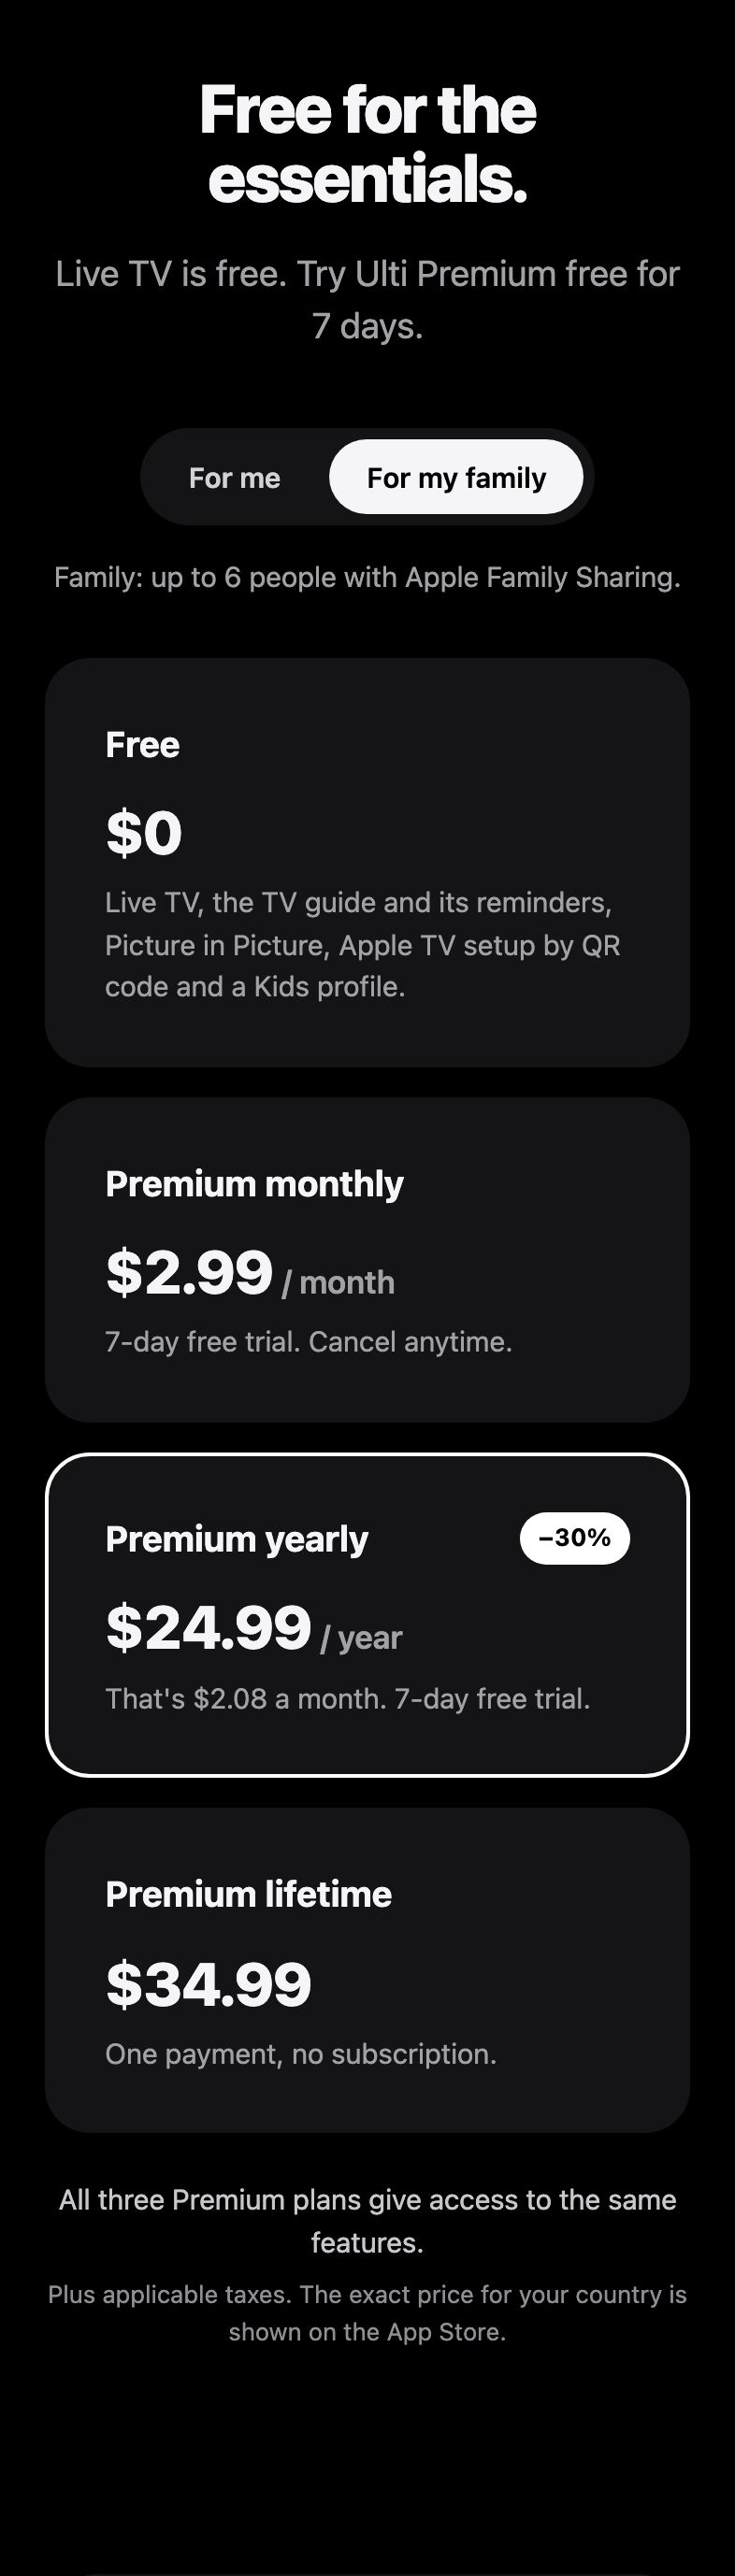 Free for the
essentials.
Live TV is free. Try Ulti Premium free for
7 days.
For me
For my family
Family: up to 6 people with Apple Family Sharing.
Free
$0
Live TV, the TV guide and its reminders,
Picture in Picture, Apple TV setup by QR
code and a Kids profile.
Premium monthly
$2.99 / month
7-day free trial. Cancel anytime.
Premium yearly
−30%
$24.99 / year
That's $2.08 a month. 7-day free trial.
Premium lifetime
$34.99
One payment, no subscription.
All three Premium plans give access to the same
features.
Plus applicable taxes. The exact price for your country is
shown on the App Store.